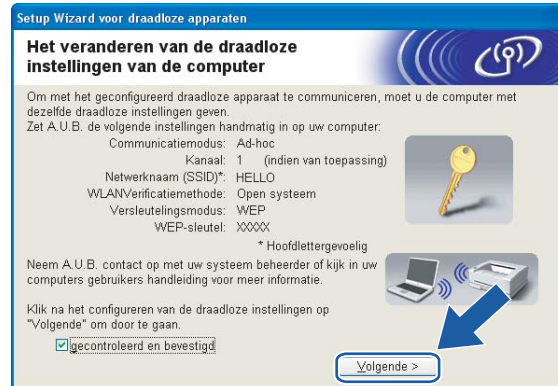 Setup Wizard voor draadloze apparaten
Het veranderen van de draadloze
instellingen van de computer
Om met het geconfigureerd draadloze apparaat te communiceren, moet u de computer met
dezelfde draadloze instellingen geven.
Zet A.U.B. de volgende instellingen handmatig in op uw computer:
Communicatiemodus: Ad-hoc
Kanaal: 1 (indien van toepassing)
Netwerknaam (SSID)*: HELLO
WLANVerificatiemethode: Open systeem
Versleutelingsmodus: WEP
WEP-sleutel: XXXXX
* Hoofdlettergevoelig
Neem A.U.B. contact op met uw systeem beheerder of kijk in uw
computers gebruikers handleiding voor meer informatie.
Klik na het configureren van de draadloze instellingen op
"Volgende" om door te gaan.
gecontroleerd en bevestigd
Volgende >